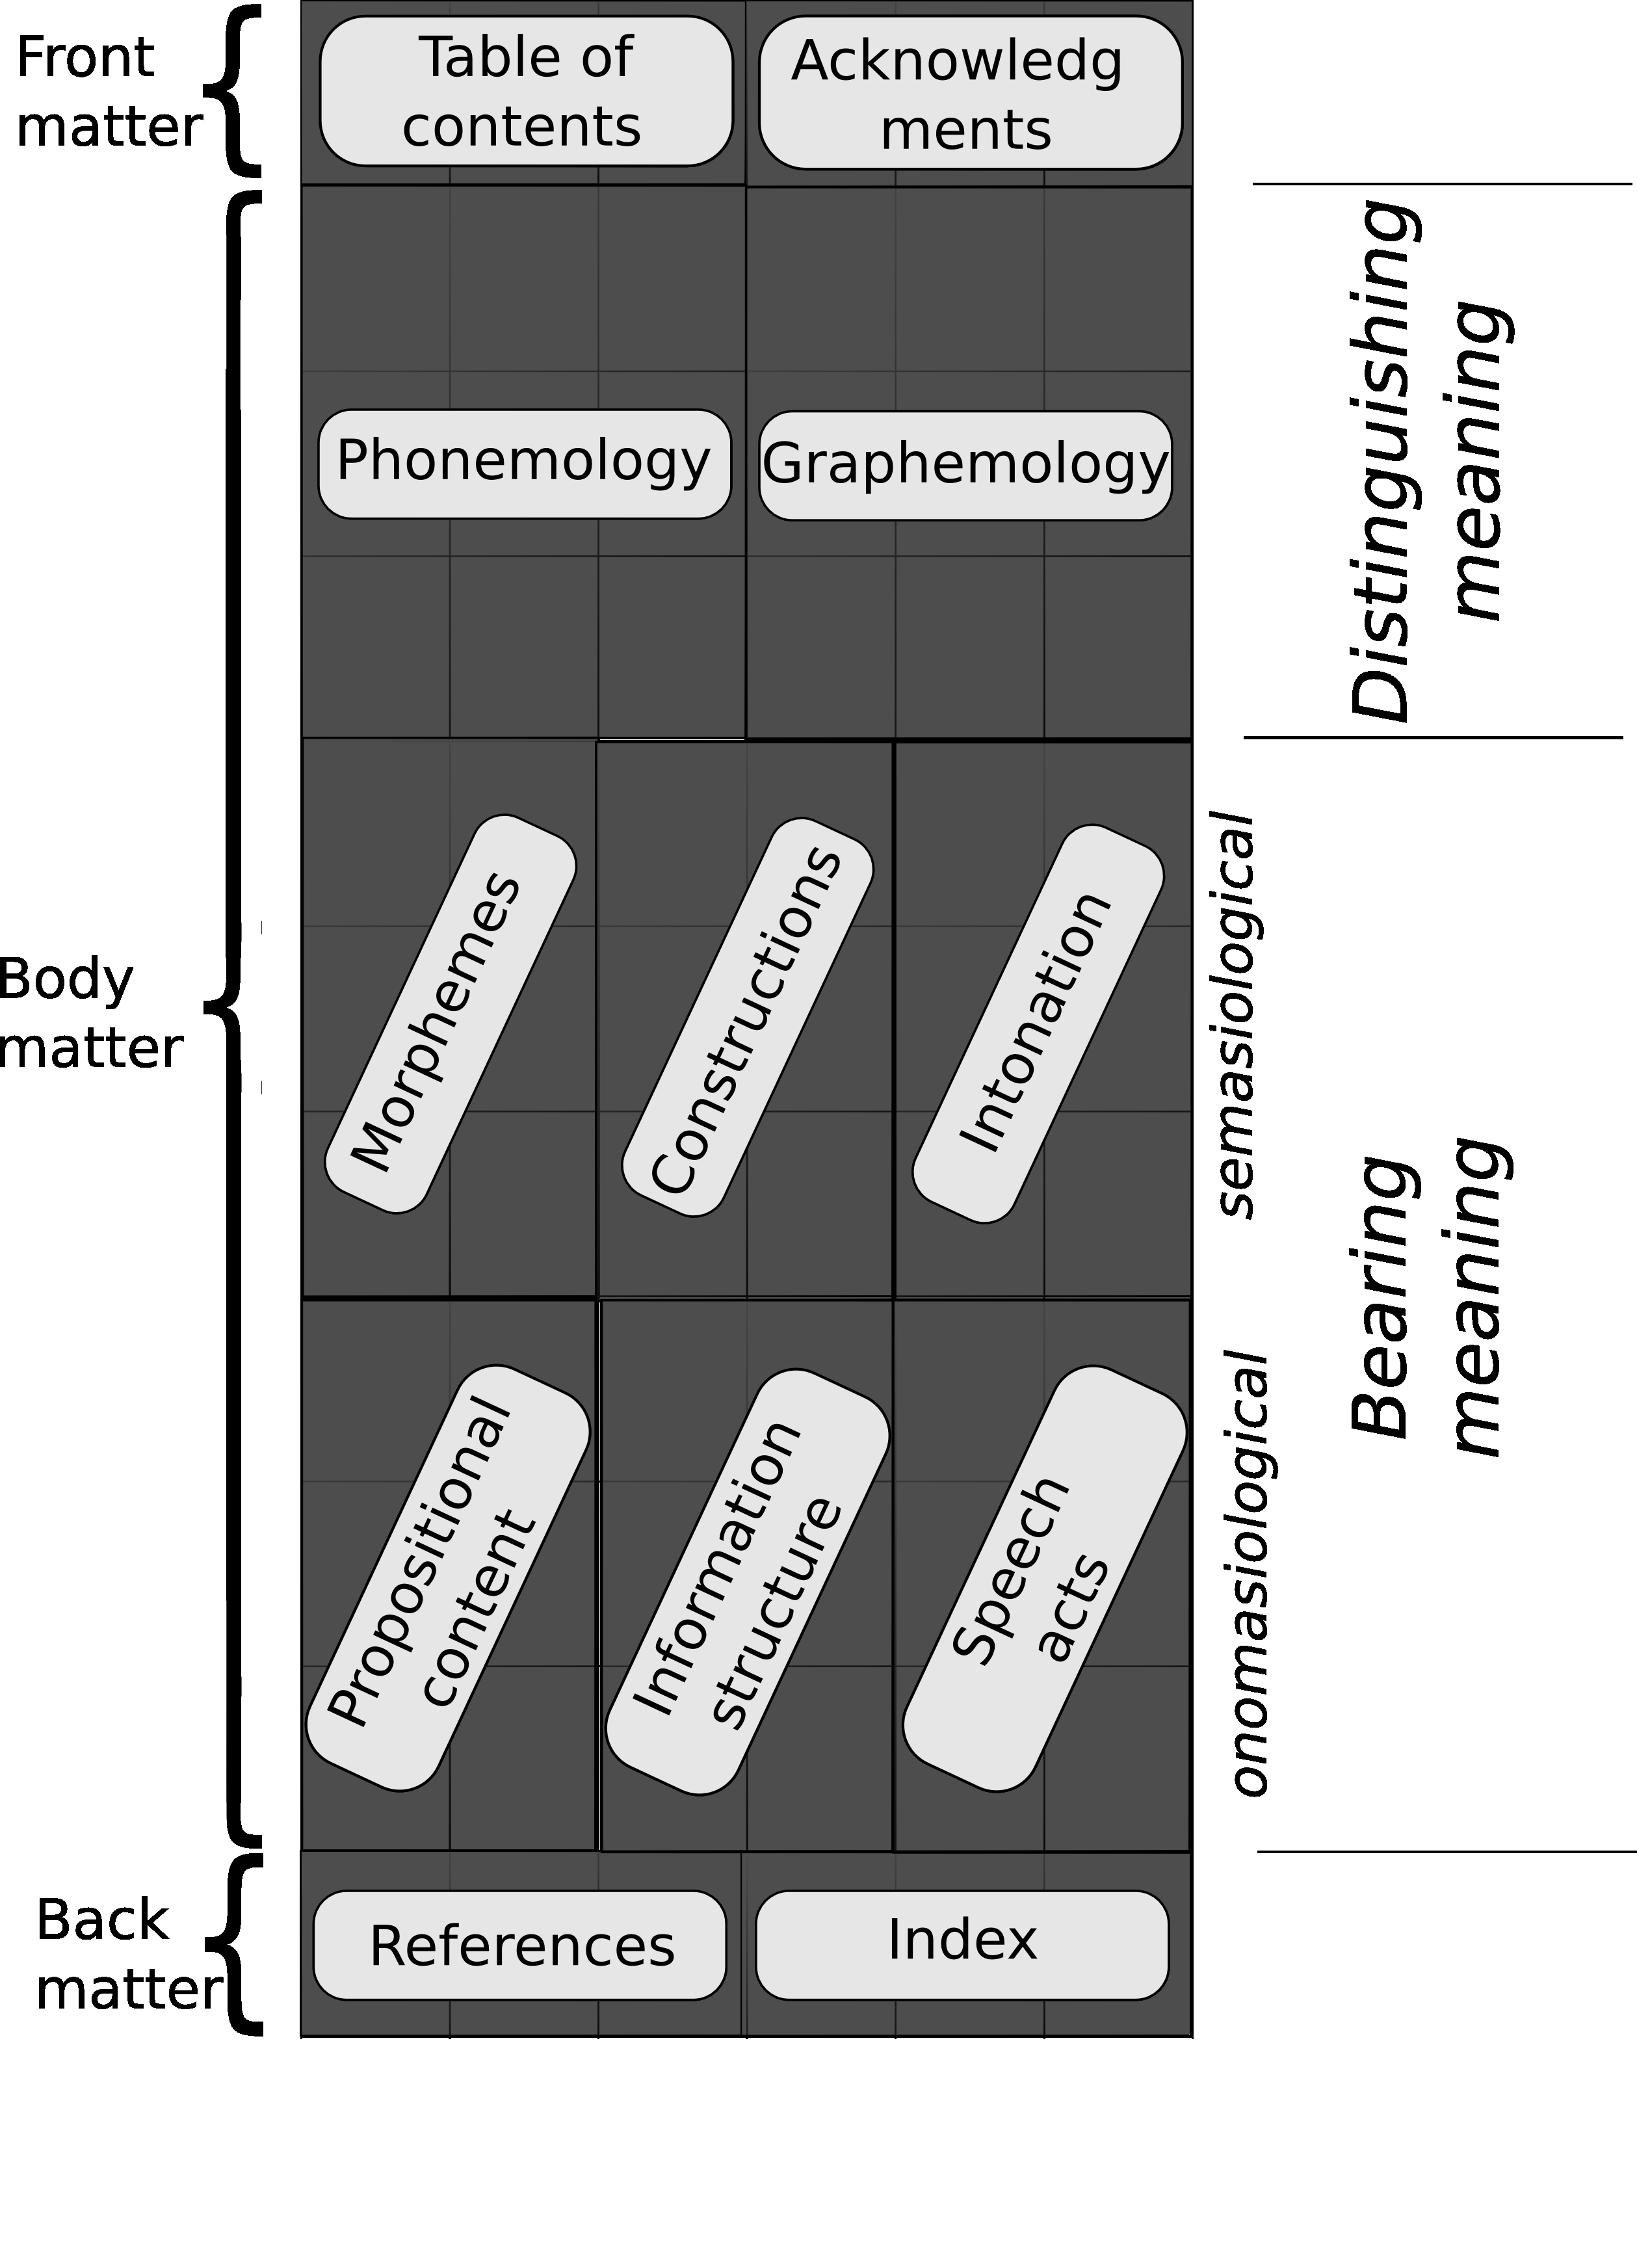 Front
matter
Table of
contents
Acknowledg
ments
Distinguishing
meaning
Phonemology
Graphemology
Body
matter
Morphemes
Constructions
Intonation
semasiological
Bearing
meaning
Propositional
content
Information
structure
Speech
acts
onomasiological
Back
matter
References
Index